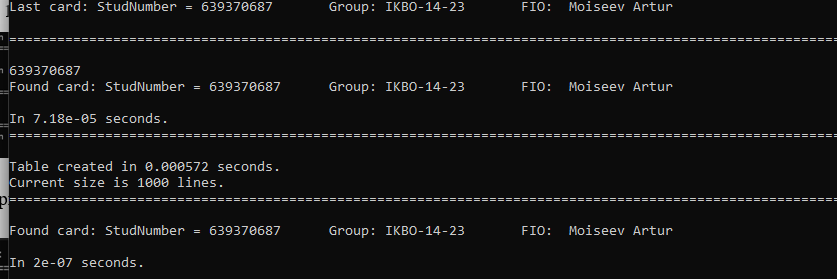 Last card: StudNumber = 639370687 Group: IKBO-14-23 FIO: Moiseev Artur
================================================================================
639370687
Found card: StudNumber = 639370687 Group: IKBO-14-23 FIO: Moiseev Artur
In 7.18e-05 seconds.
================================================================================
Table created in 0.000572 seconds.
Current size is 1000 lines.
================================================================================
Found card: StudNumber = 639370687 Group: IKBO-14-23 FIO: Moiseev Artur
In 2e-07 seconds.